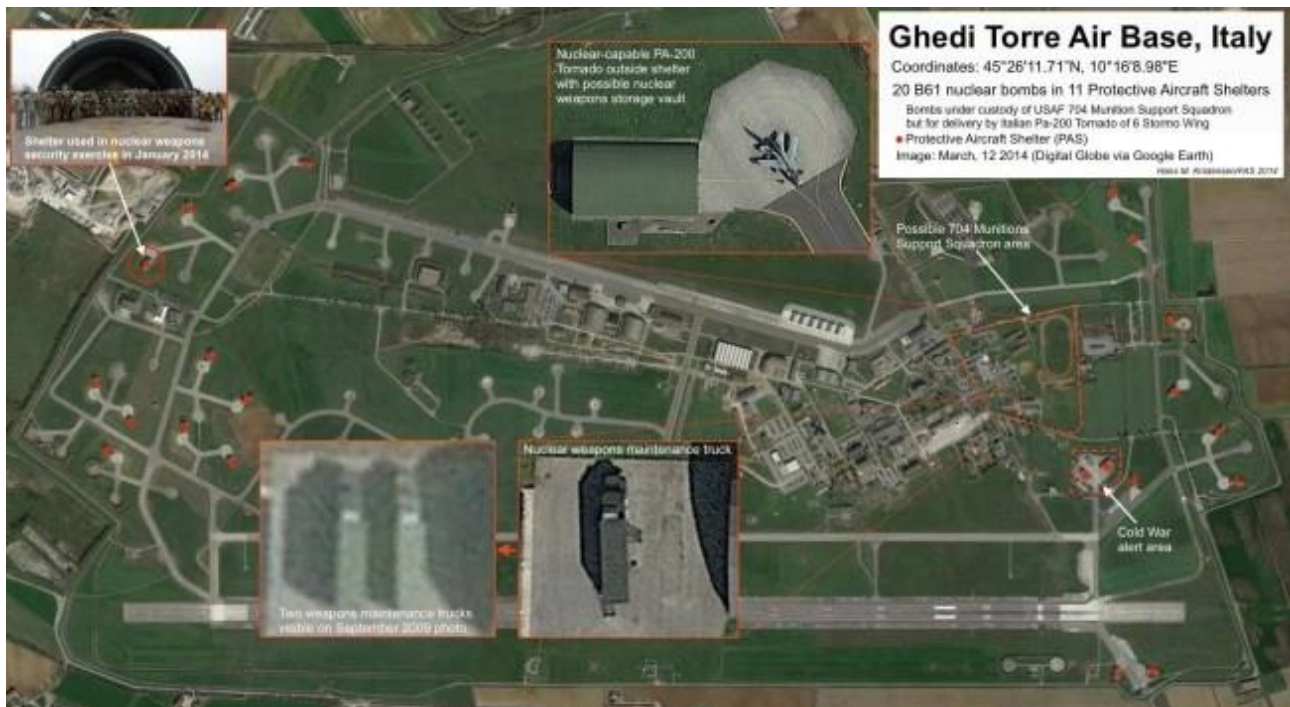 Ghedi Torre Air Base, Italy
Coordinates: 45°26'11.71"N, 10°16'8.98"E
20 B61 nuclear bombs in 11 Protective Aircraft Shelters
Bombs under custody of USAF 704 Munition Support Squadron
but for delivery by Italian Pa-200 Tornado of 6 Stormo Wing
Protective Aircraft Shelter (PAS)
Image: March, 12 2014 (Digital Globe via Google Earth)
Shelter used in nuclear weapons
security exercise in January 2014
Nuclear-capable PA-200
Tornado outside shelter
with possible nuclear
weapons storage vault
Possible 704 Munitions
Support Squadron area
Nuclear weapons maintenance truck
Two weapons maintenance trucks
visible on September 2009 photo
Cold War
alert area